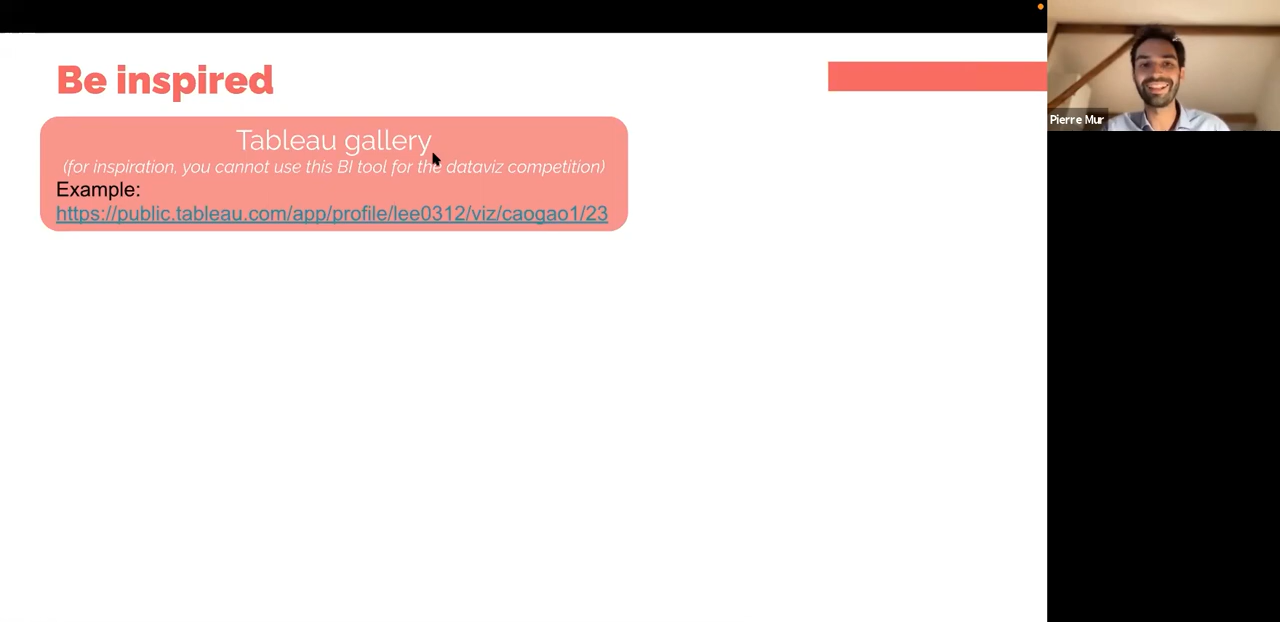 Be inspired
Tableau gallery
(for inspiration, you cannot use this BI tool for the dataviz competition)
Example:
https://public.tableau.com/app/profile/lee0312/viz/caogao1/23
Pierre Mur